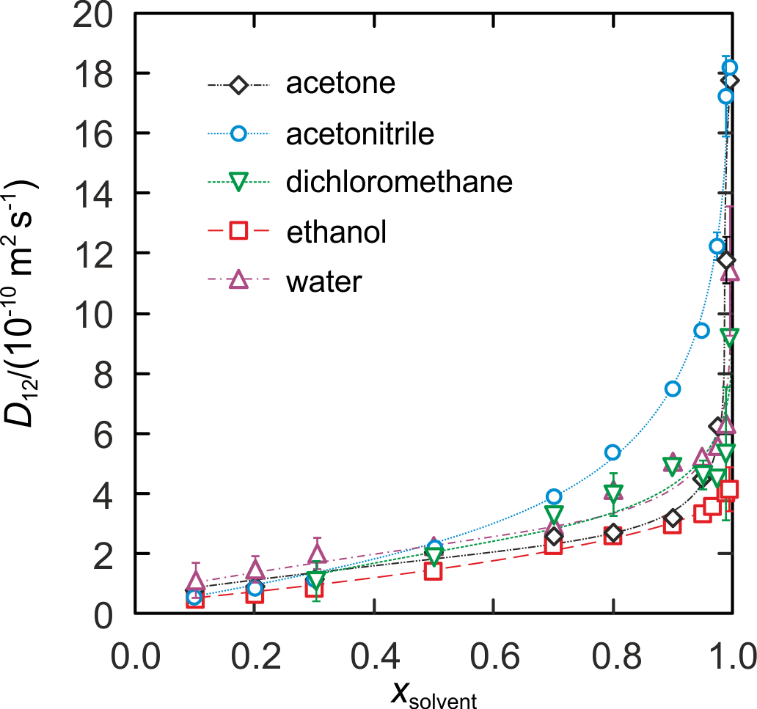 20
18
16
14
12
10
8
6
4
2
0
D12/(10-10 m2 s-1)
acetone
acetonitrile
dichloromethane
ethanol
water
0.0 0.2 0.4 0.6 0.8 1.0
xsolvent